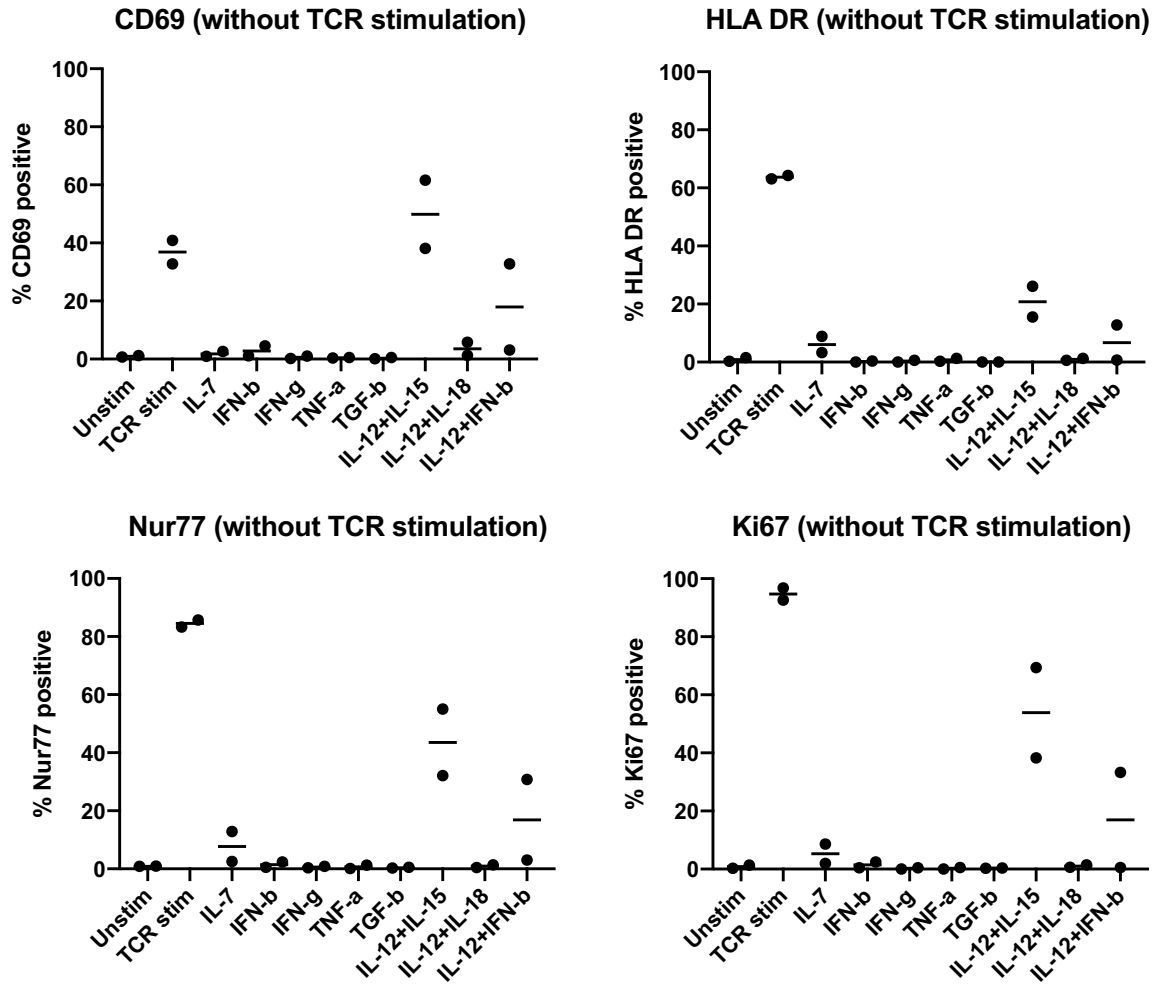 CD69 (without TCR stimulation)
% CD69 positive
100
80
60
40
20
0
Unstim
TCR stim
IL-7
IFN-b
IFN-g
TNF-a
TGF-b
IL-12+IL-15
IL-12+IL-18
IL-12+IFN-b
HLA DR (without TCR stimulation)
% HLA DR positive
100
80
60
40
20
0
Unstim
TCR stim
IL-7
IFN-b
IFN-g
TNF-a
TGF-b
IL-12+IL-15
IL-12+IL-18
IL-12+IFN-b
Nur77 (without TCR stimulation)
% Nur77 positive
100
80
60
40
20
0
Unstim
TCR stim
IL-7
IFN-b
IFN-g
TNF-a
TGF-b
IL-12+IL-15
IL-12+IL-18
IL-12+IFN-b
Ki67 (without TCR stimulation)
% Ki67 positive
100
80
60
40
20
0
Unstim
TCR stim
IL-7
IFN-b
IFN-g
TNF-a
TGF-b
IL-12+IL-15
IL-12+IL-18
IL-12+IFN-b